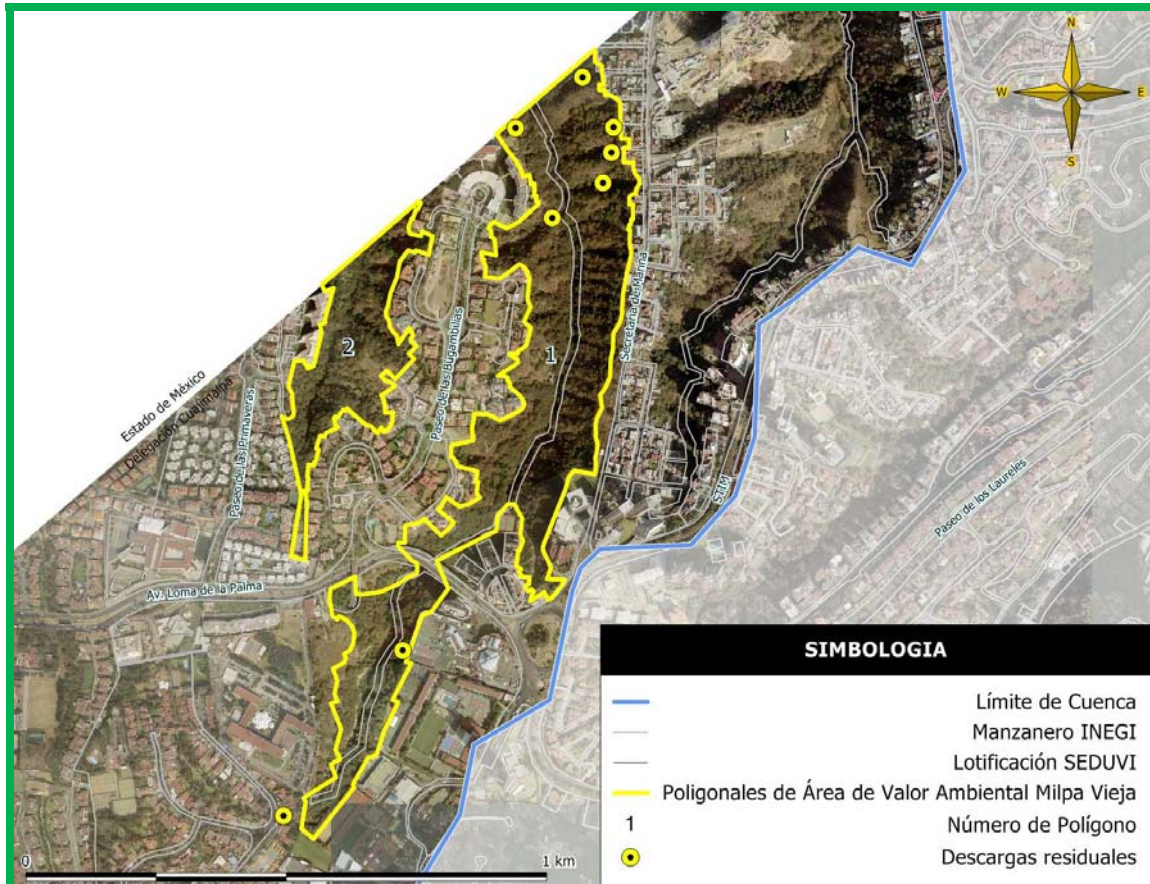 N
W
E
S
Secretaría de Marina
2
1
Paseo de las Bugambilias
Estado de México
Delegación Cuajimalpa
Paseo de las Primaveras
STIM
Paseo de los Laureles
Av. Loma de la Palma
SIMBOLOGIA
Límite de Cuenca
Manzanero INEGI
Lotificación SEDUVI
Poligonales de Área de Valor Ambiental Milpa Vieja
1 Número de Polígono
Descargas residuales
0 1 km